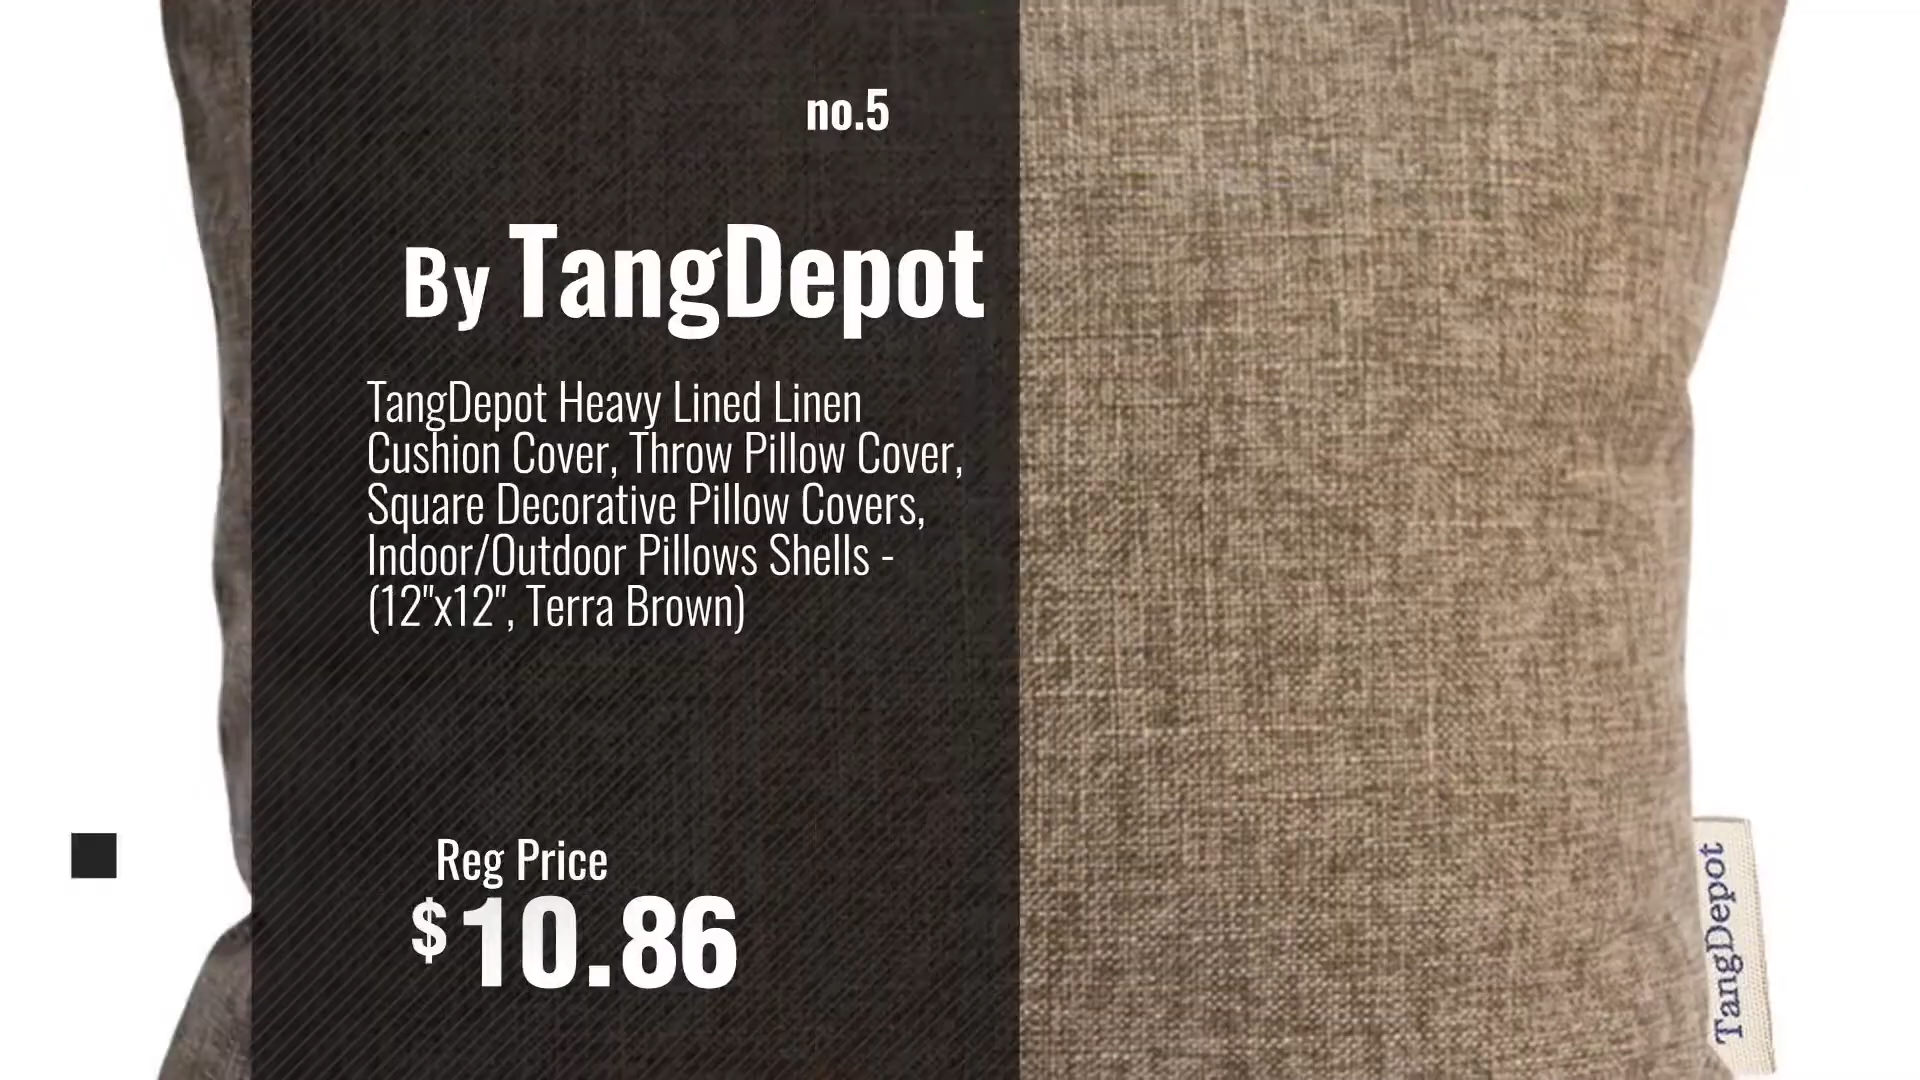 no.5
By TangDepot
TangDepot Heavy Lined Linen
Cushion Cover, Throw Pillow Cover,
Square Decorative Pillow Covers,
Indoor/Outdoor Pillows Shells -
(12"x12", Terra Brown)
Reg Price
$10.86
TangDepot